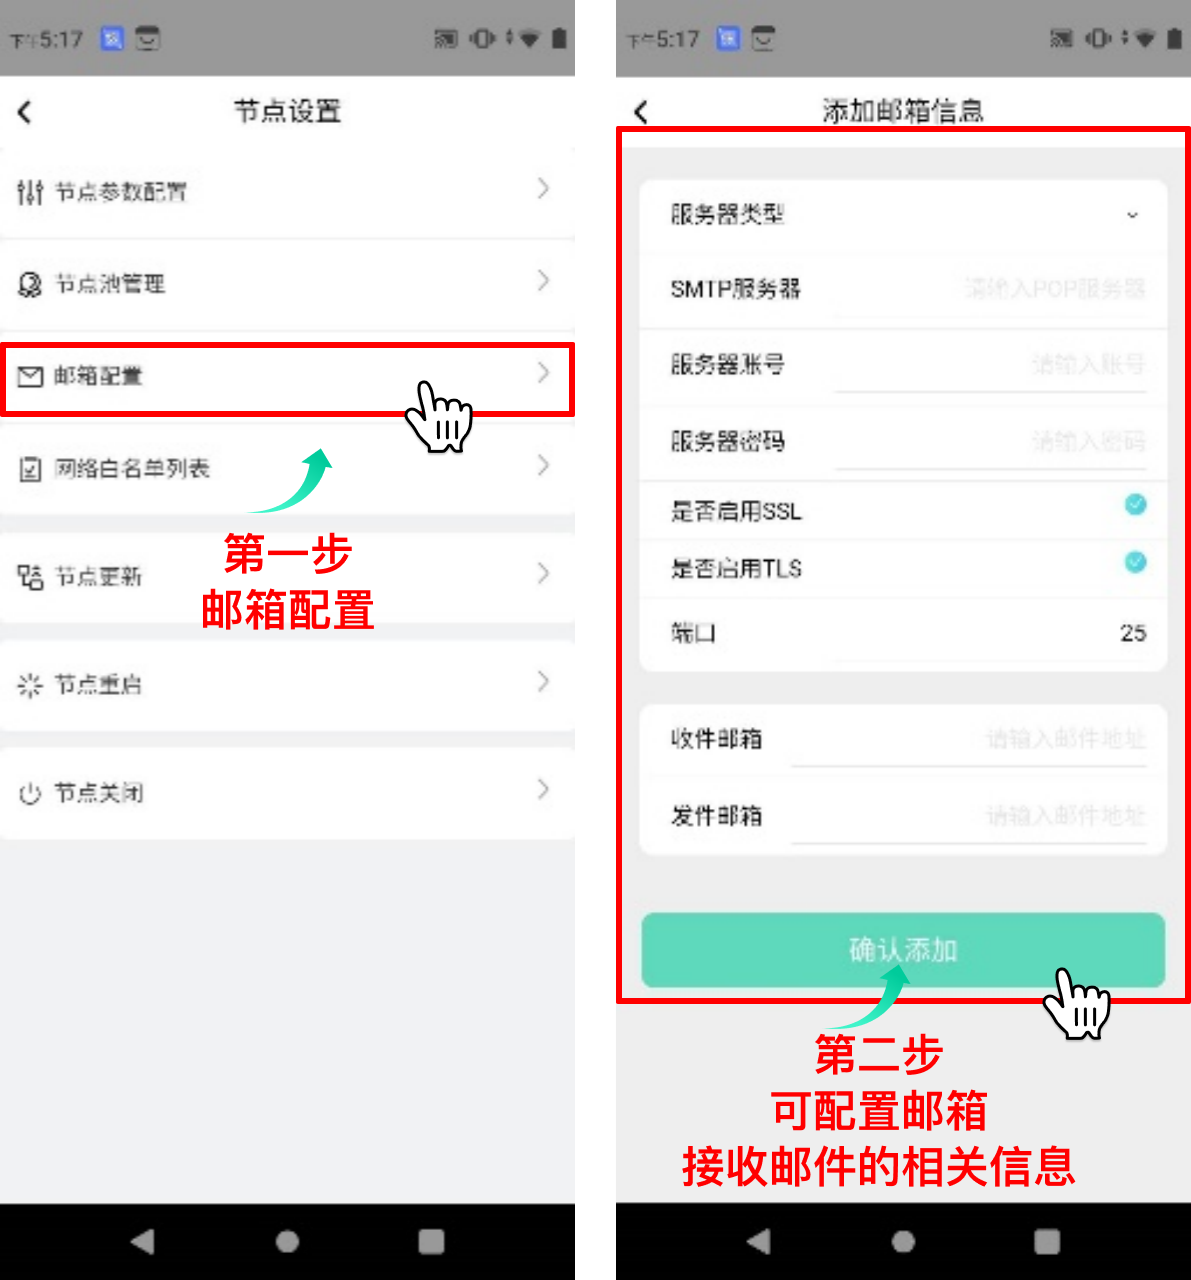 下午5:17
节点设置
节点参数配置
节点池管理
邮箱配置
网络白名单列表
第一步
邮箱配置
节点更新
节点重启
节点关闭
下午5:17
添加邮箱信息
服务器类型
SMTP服务器 请输入POP服务器
服务器账号 请输入账号
服务器密码 请输入密码
是否启用SSL
是否启用TLS
端口 25
收件邮箱 请输入邮件地址
发件邮箱 请输入邮件地址
确认添加
第二步
可配置邮箱
接收邮件的相关信息